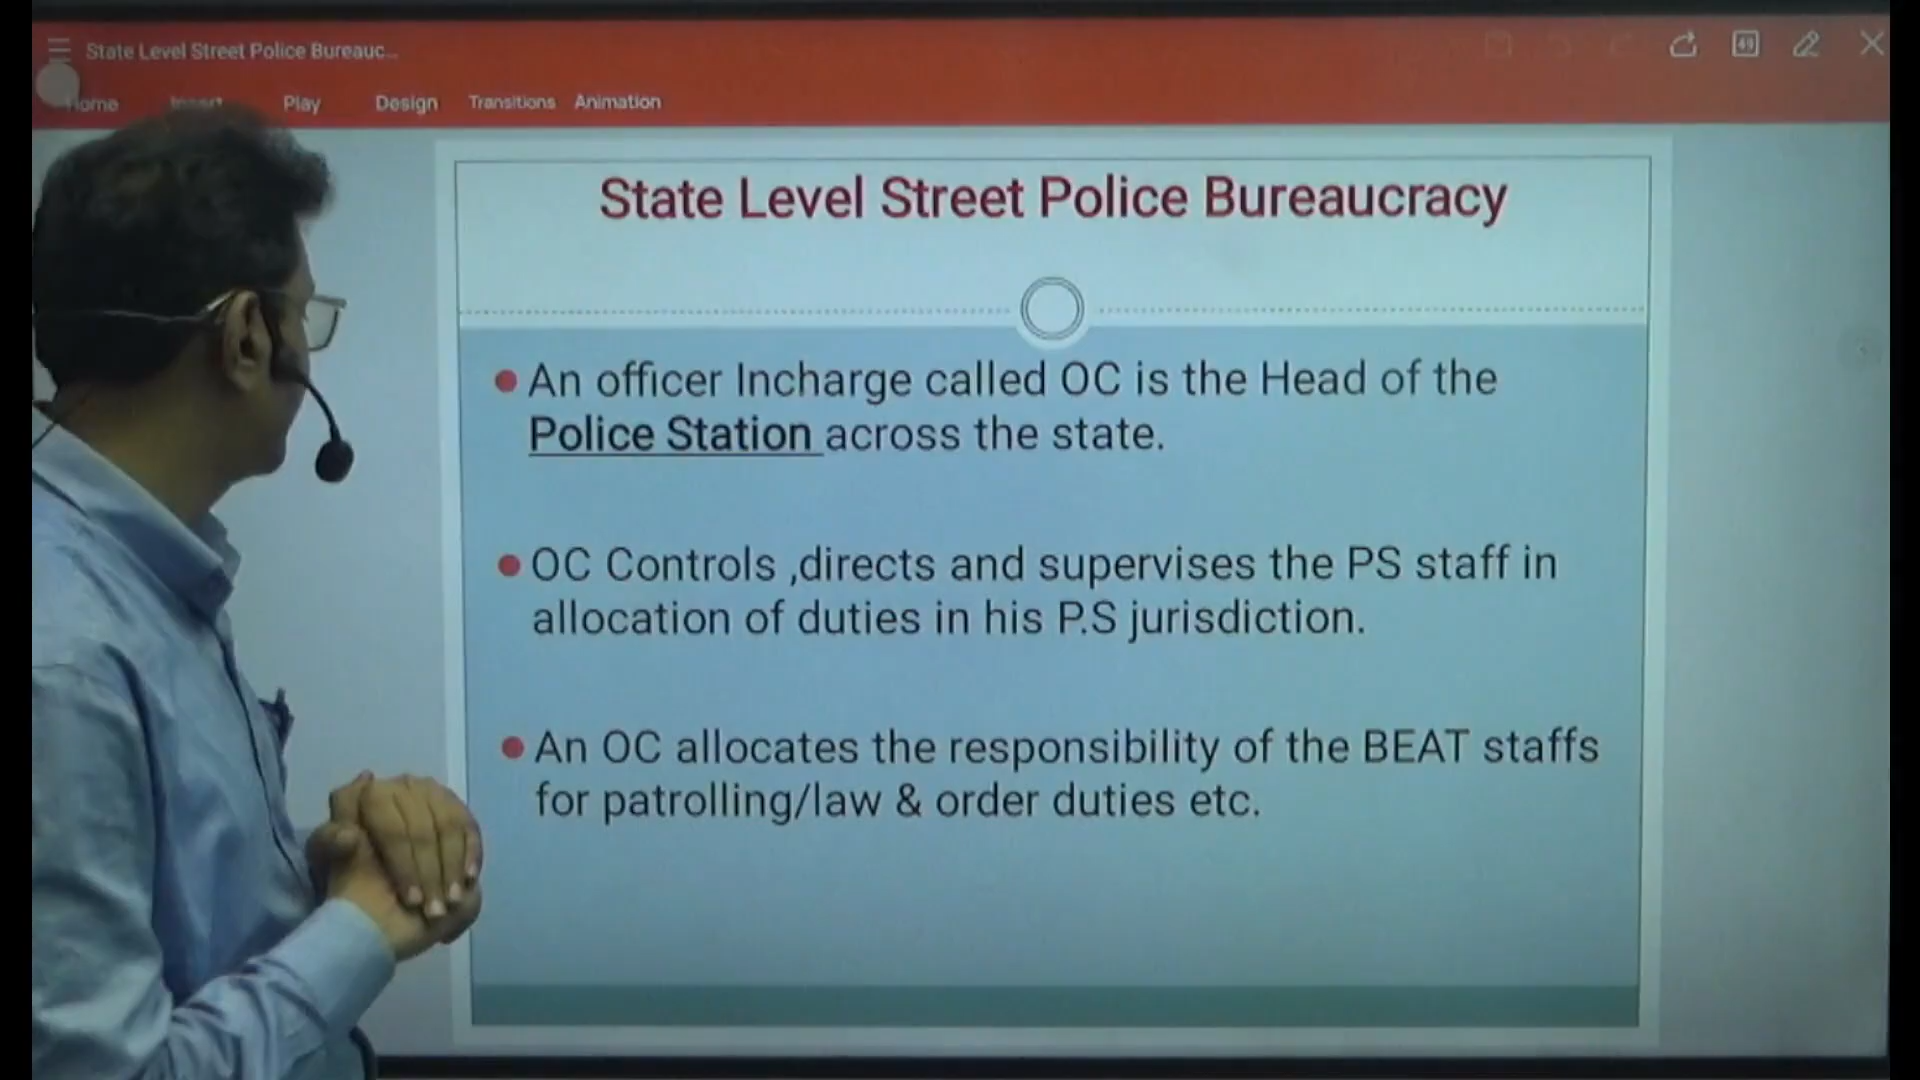 State Level Street Police Bureauc...
Home Insert Play Design Transitions Animation
49
State Level Street Police Bureaucracy
An officer Incharge called OC is the Head of the
Police Station across the state.
OC Controls ,directs and supervises the PS staff in
allocation of duties in his P.S jurisdiction.
An OC allocates the responsibility of the BEAT staffs
for patrolling/law & order duties etc.